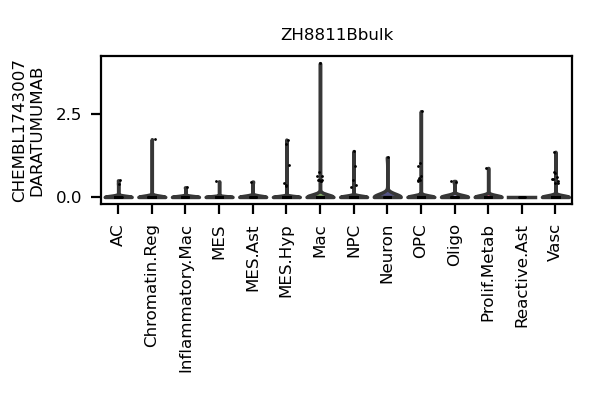 ZH8811Bbulk
CHEMBL1743007
DARATUMUMAB
2.5
0.0
AC
Chromatin.Reg
Inflammatory.Mac
MES
MES.Ast
MES.Hyp
Mac
NPC
Neuron
OPC
Oligo
Prolif.Metab
Reactive.Ast
Vasc